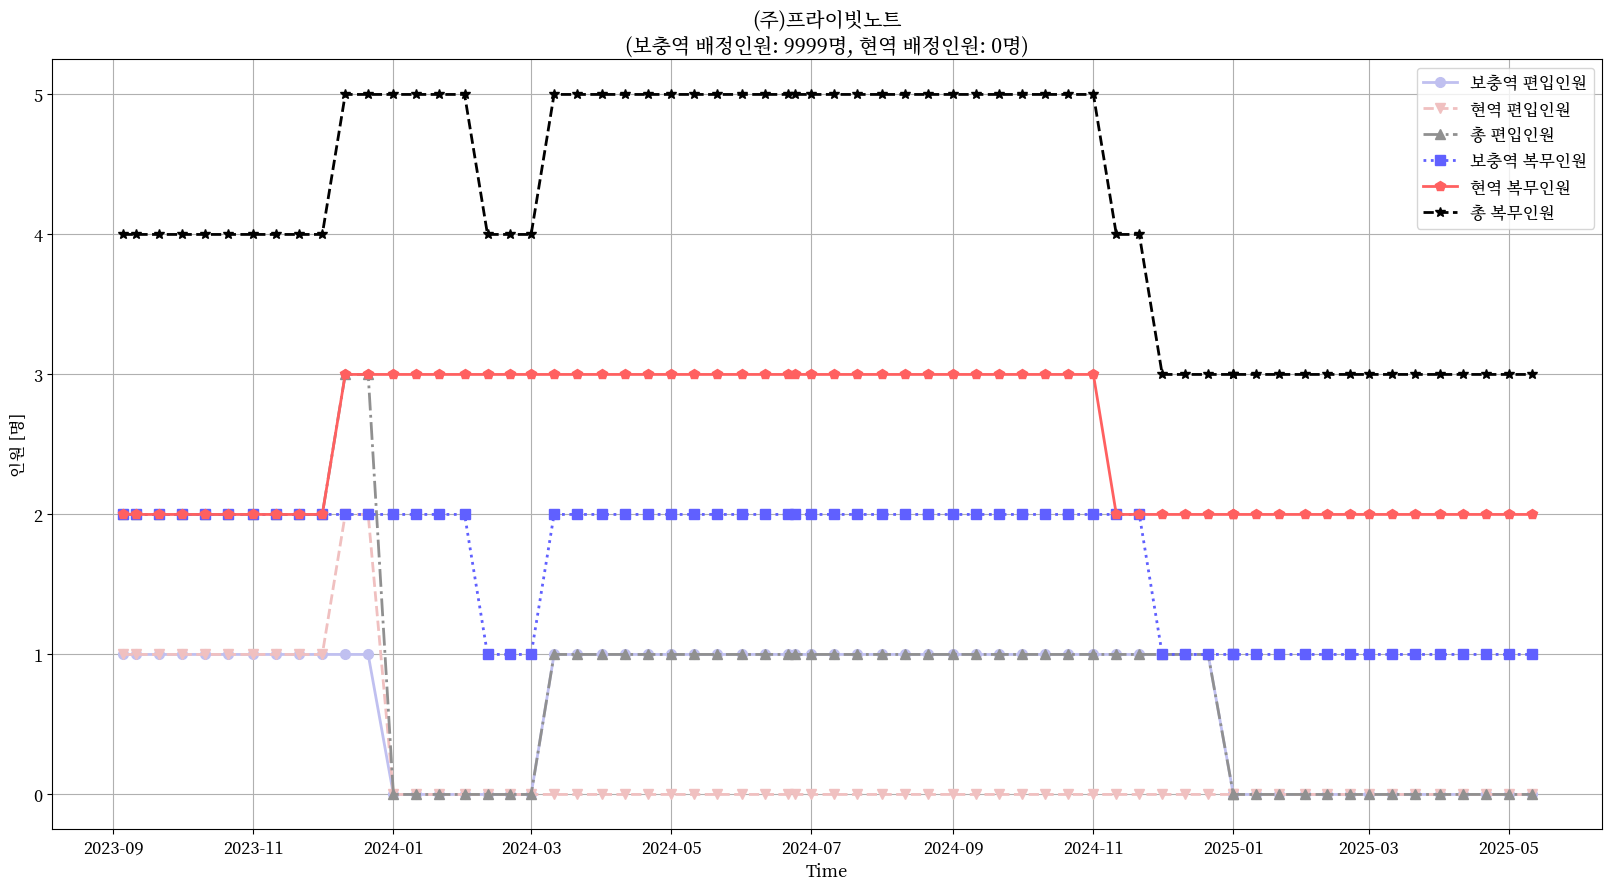 (주)프라이빗노트
(보충역 배정인원: 9999명, 현역 배정인원: 0명)
보충역 편입인원
현역 편입인원
총 편입인원
보충역 복무인원
현역 복무인원
총 복무인원
인원 [명]
5
4
3
2
1
0
2023-09 2023-11 2024-01 2024-03 2024-05 2024-07 2024-09 2024-11 2025-01 2025-03 2025-05
Time